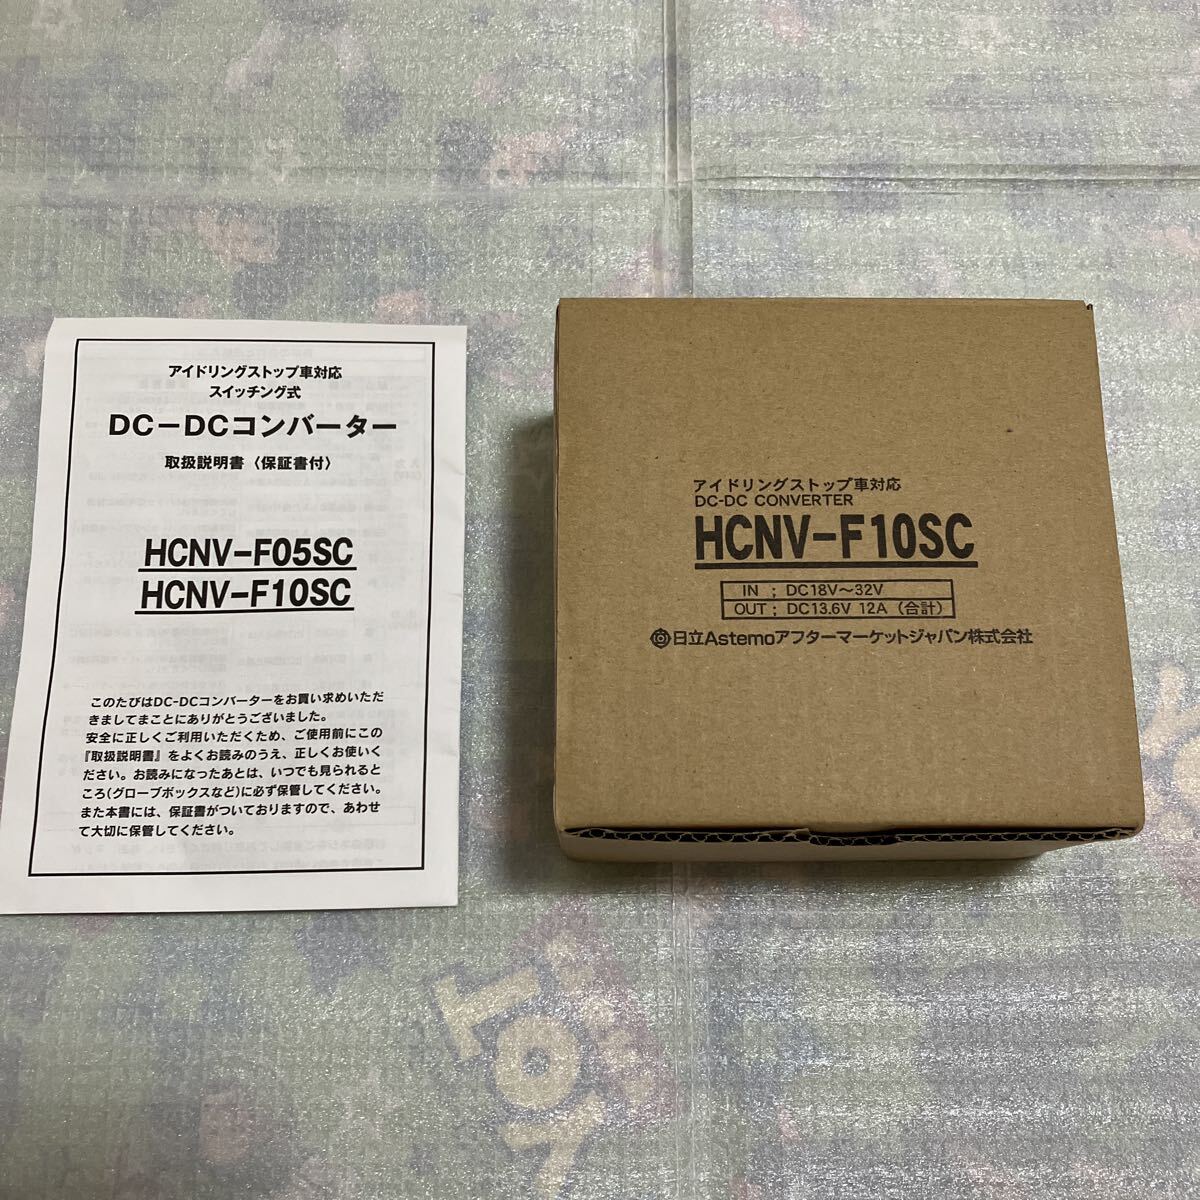 アイドリングストップ車対応
スイッチング式
DC−DCコンバーター
取扱説明書〈保証書付〉
HCNV−F05SC
HCNV−F10SC
このたびはDC-DCコンバーターをお買い求めいただ
きましてまことにありがとうございました。
安全に正しくご利用いただくため、ご使用前にこの
『取扱説明書』をよくお読みのうえ、正しくお使いく
ださい。お読みになったあとは、いつでも見られると
ころ(グローブボックスなど)に必ず保管してください。
また本書には、保証書がついておりますので、あわせ
て大切に保管してください。
アイドリングストップ車対応
DC-DC CONVERTER
HCNV−F10SC
IN ; DC18V〜32V
OUT ; DC13.6V 12A (合計)
日立Astemoアフターマーケットジャパン株式会社